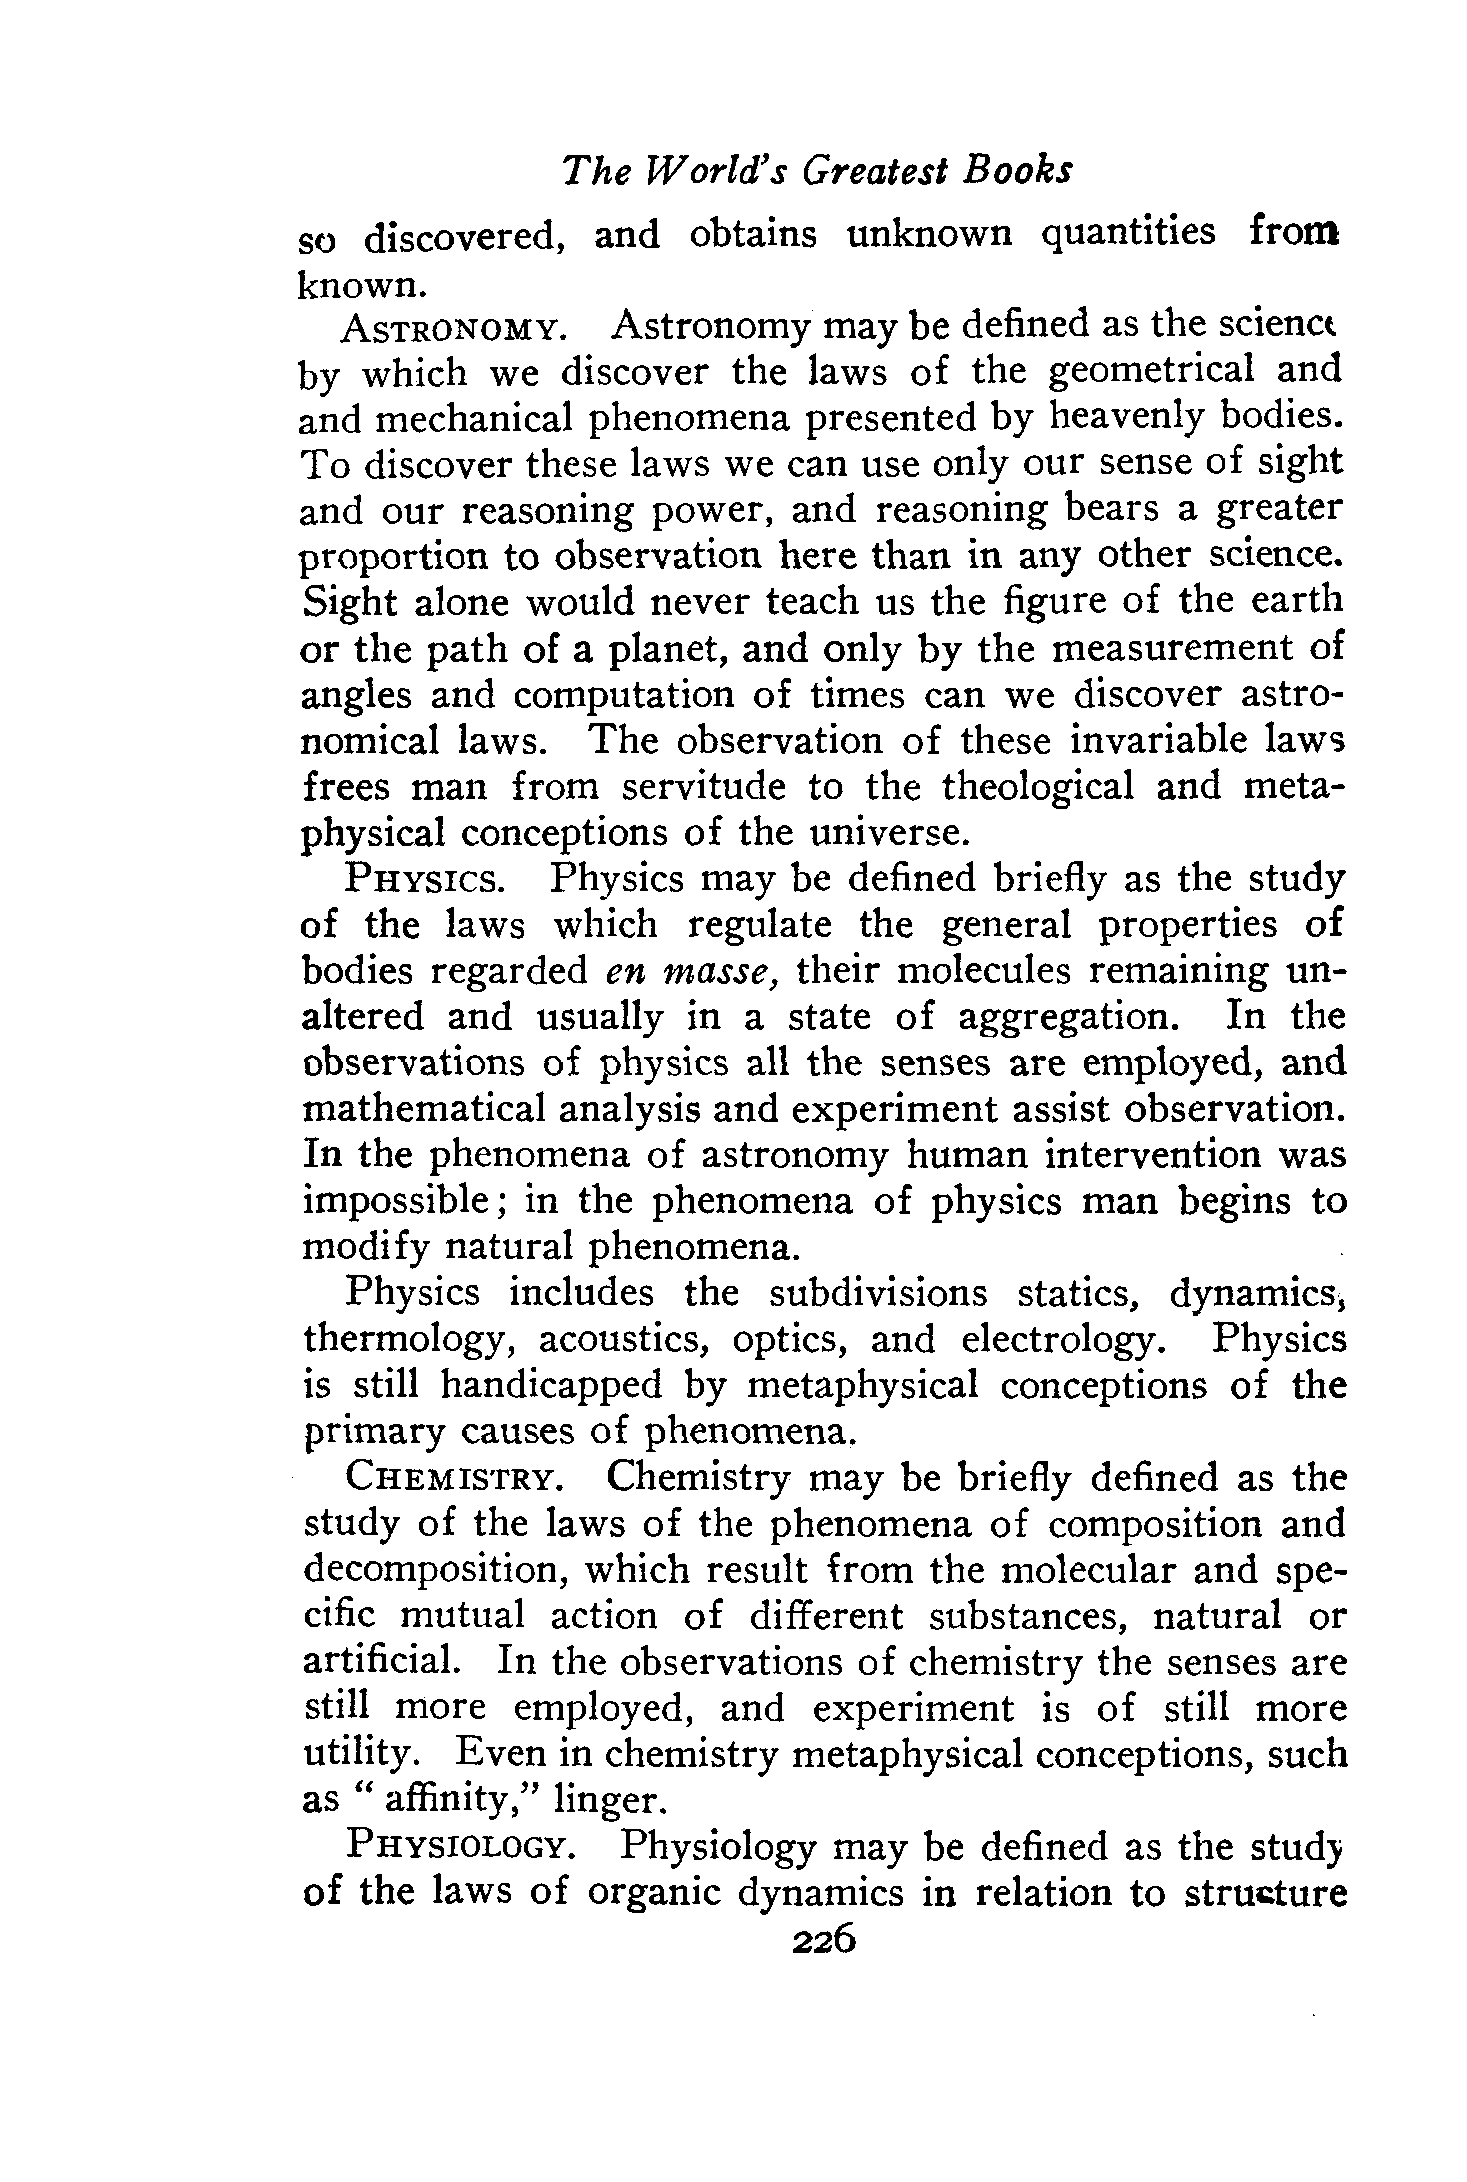 The World's Greatest Books
so discovered, and obtains unknown quantities from
known.
ASTRONOMY. Astronomy may be defined as the science
by which we discover the laws of the geometrical and
and mechanical phenomena presented by heavenly bodies.
To discover these laws we can use only our sense of sight
and our reasoning power, and reasoning bears a greater
proportion to observation here than in any other science.
Sight alone would never teach us the figure of the earth
or the path of a planet, and only by the measurement of
angles and computation of times can we discover astro-
nomical laws. The observation of these invariable laws
frees man from servitude to the theological and meta-
physical conceptions of the universe.
PHYSICS. Physics may be defined briefly as the study
of the laws which regulate the general properties of
bodies regarded en masse, their molecules remaining un-
altered and usually in a state of aggregation. In the
observations of physics all the senses are employed, and
mathematical analysis and experiment assist observation.
In the phenomena of astronomy human intervention was
impossible; in the phenomena of physics man begins to
modify natural phenomena.
Physics includes the subdivisions statics, dynamics,
thermology, acoustics, optics, and electrology. Physics
is still handicapped by metaphysical conceptions of the
primary causes of phenomena.
CHEMISTRY. Chemistry may be briefly defined as the
study of the laws of the phenomena of composition and
decomposition, which result from the molecular and spe-
cific mutual action of different substances, natural or
artificial. In the observations of chemistry the senses are
still more employed, and experiment is of still more
utility. Even in chemistry metaphysical conceptions, such
as " affinity," linger.
PHYSIOLOGY. Physiology may be defined as the study
of the laws of organic dynamics in relation to structure
226